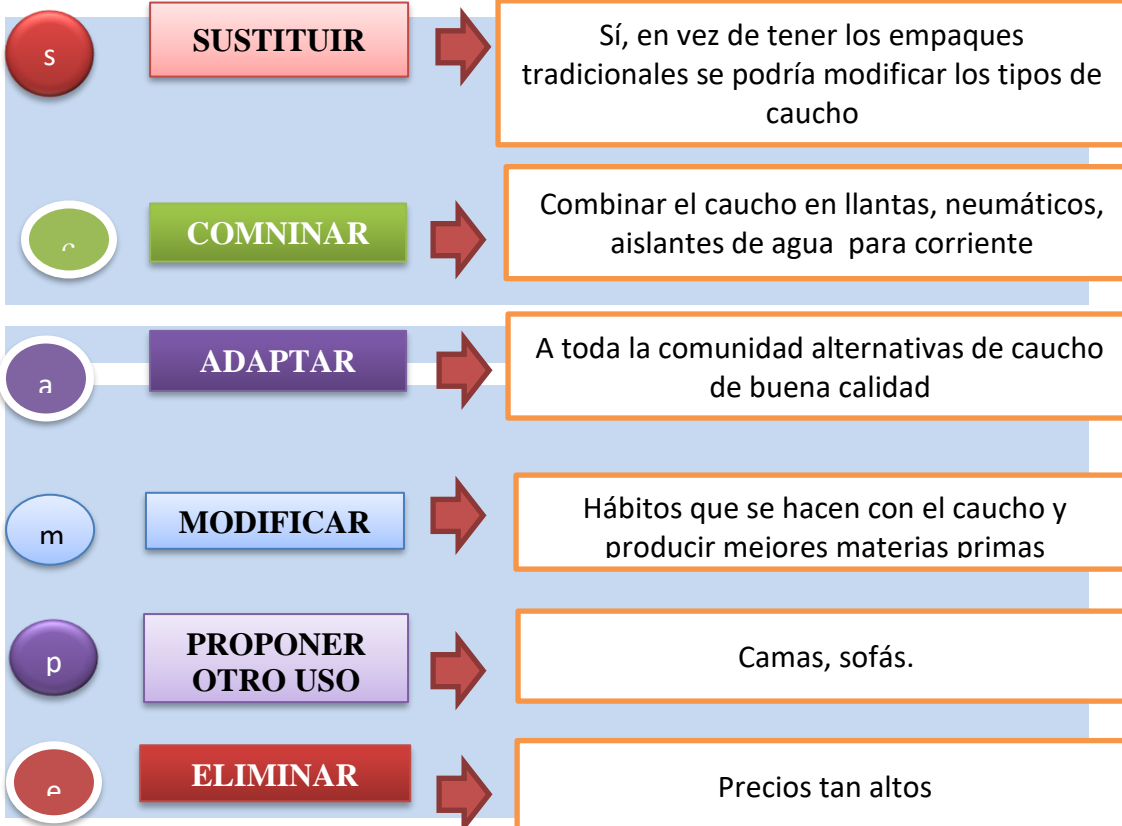 s
SUSTITUIR
Sí, en vez de tener los empaques
tradicionales se podría modificar los tipos de
caucho
c
COMNINAR
Combinar el caucho en llantas, neumáticos,
aislantes de agua  para corriente
a
ADAPTAR
A toda la comunidad alternativas de caucho
de buena calidad
m
MODIFICAR
Hábitos que se hacen con el caucho y
producir mejores materias primas
p
PROPONER
OTRO USO
Camas, sofás.
e
ELIMINAR
Precios tan altos